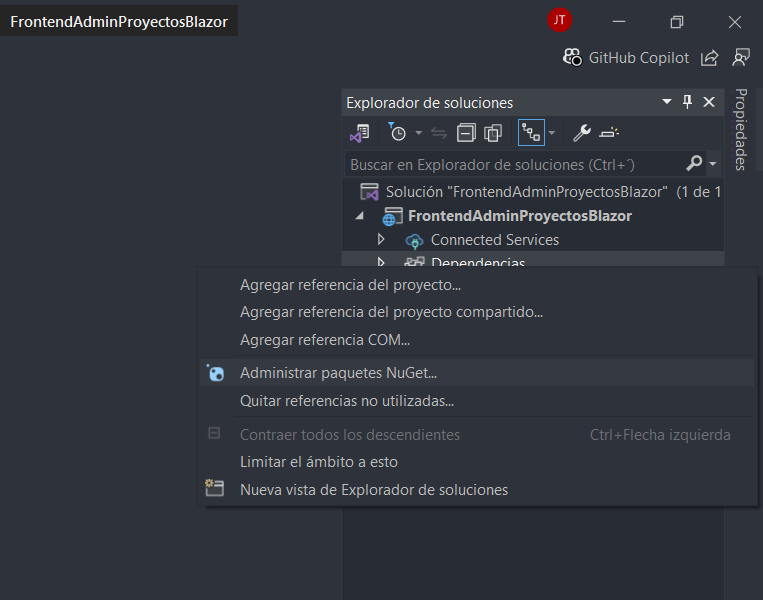 FrontendAdminProyectosBlazor
JT
GitHub Copilot
Explorador de soluciones
Propiedades
Buscar en Explorador de soluciones (Ctrl+´)
Solución "FrontendAdminProyectosBlazor" (1 de 1
FrontendAdminProyectosBlazor
Connected Services
Dependencias
Agregar referencia del proyecto...
Agregar referencia del proyecto compartido...
Agregar referencia COM...
Administrar paquetes NuGet...
Quitar referencias no utilizadas...
Contraer todos los descendientes Ctrl+Flecha izquierda
Limitar el ámbito a esto
Nueva vista de Explorador de soluciones